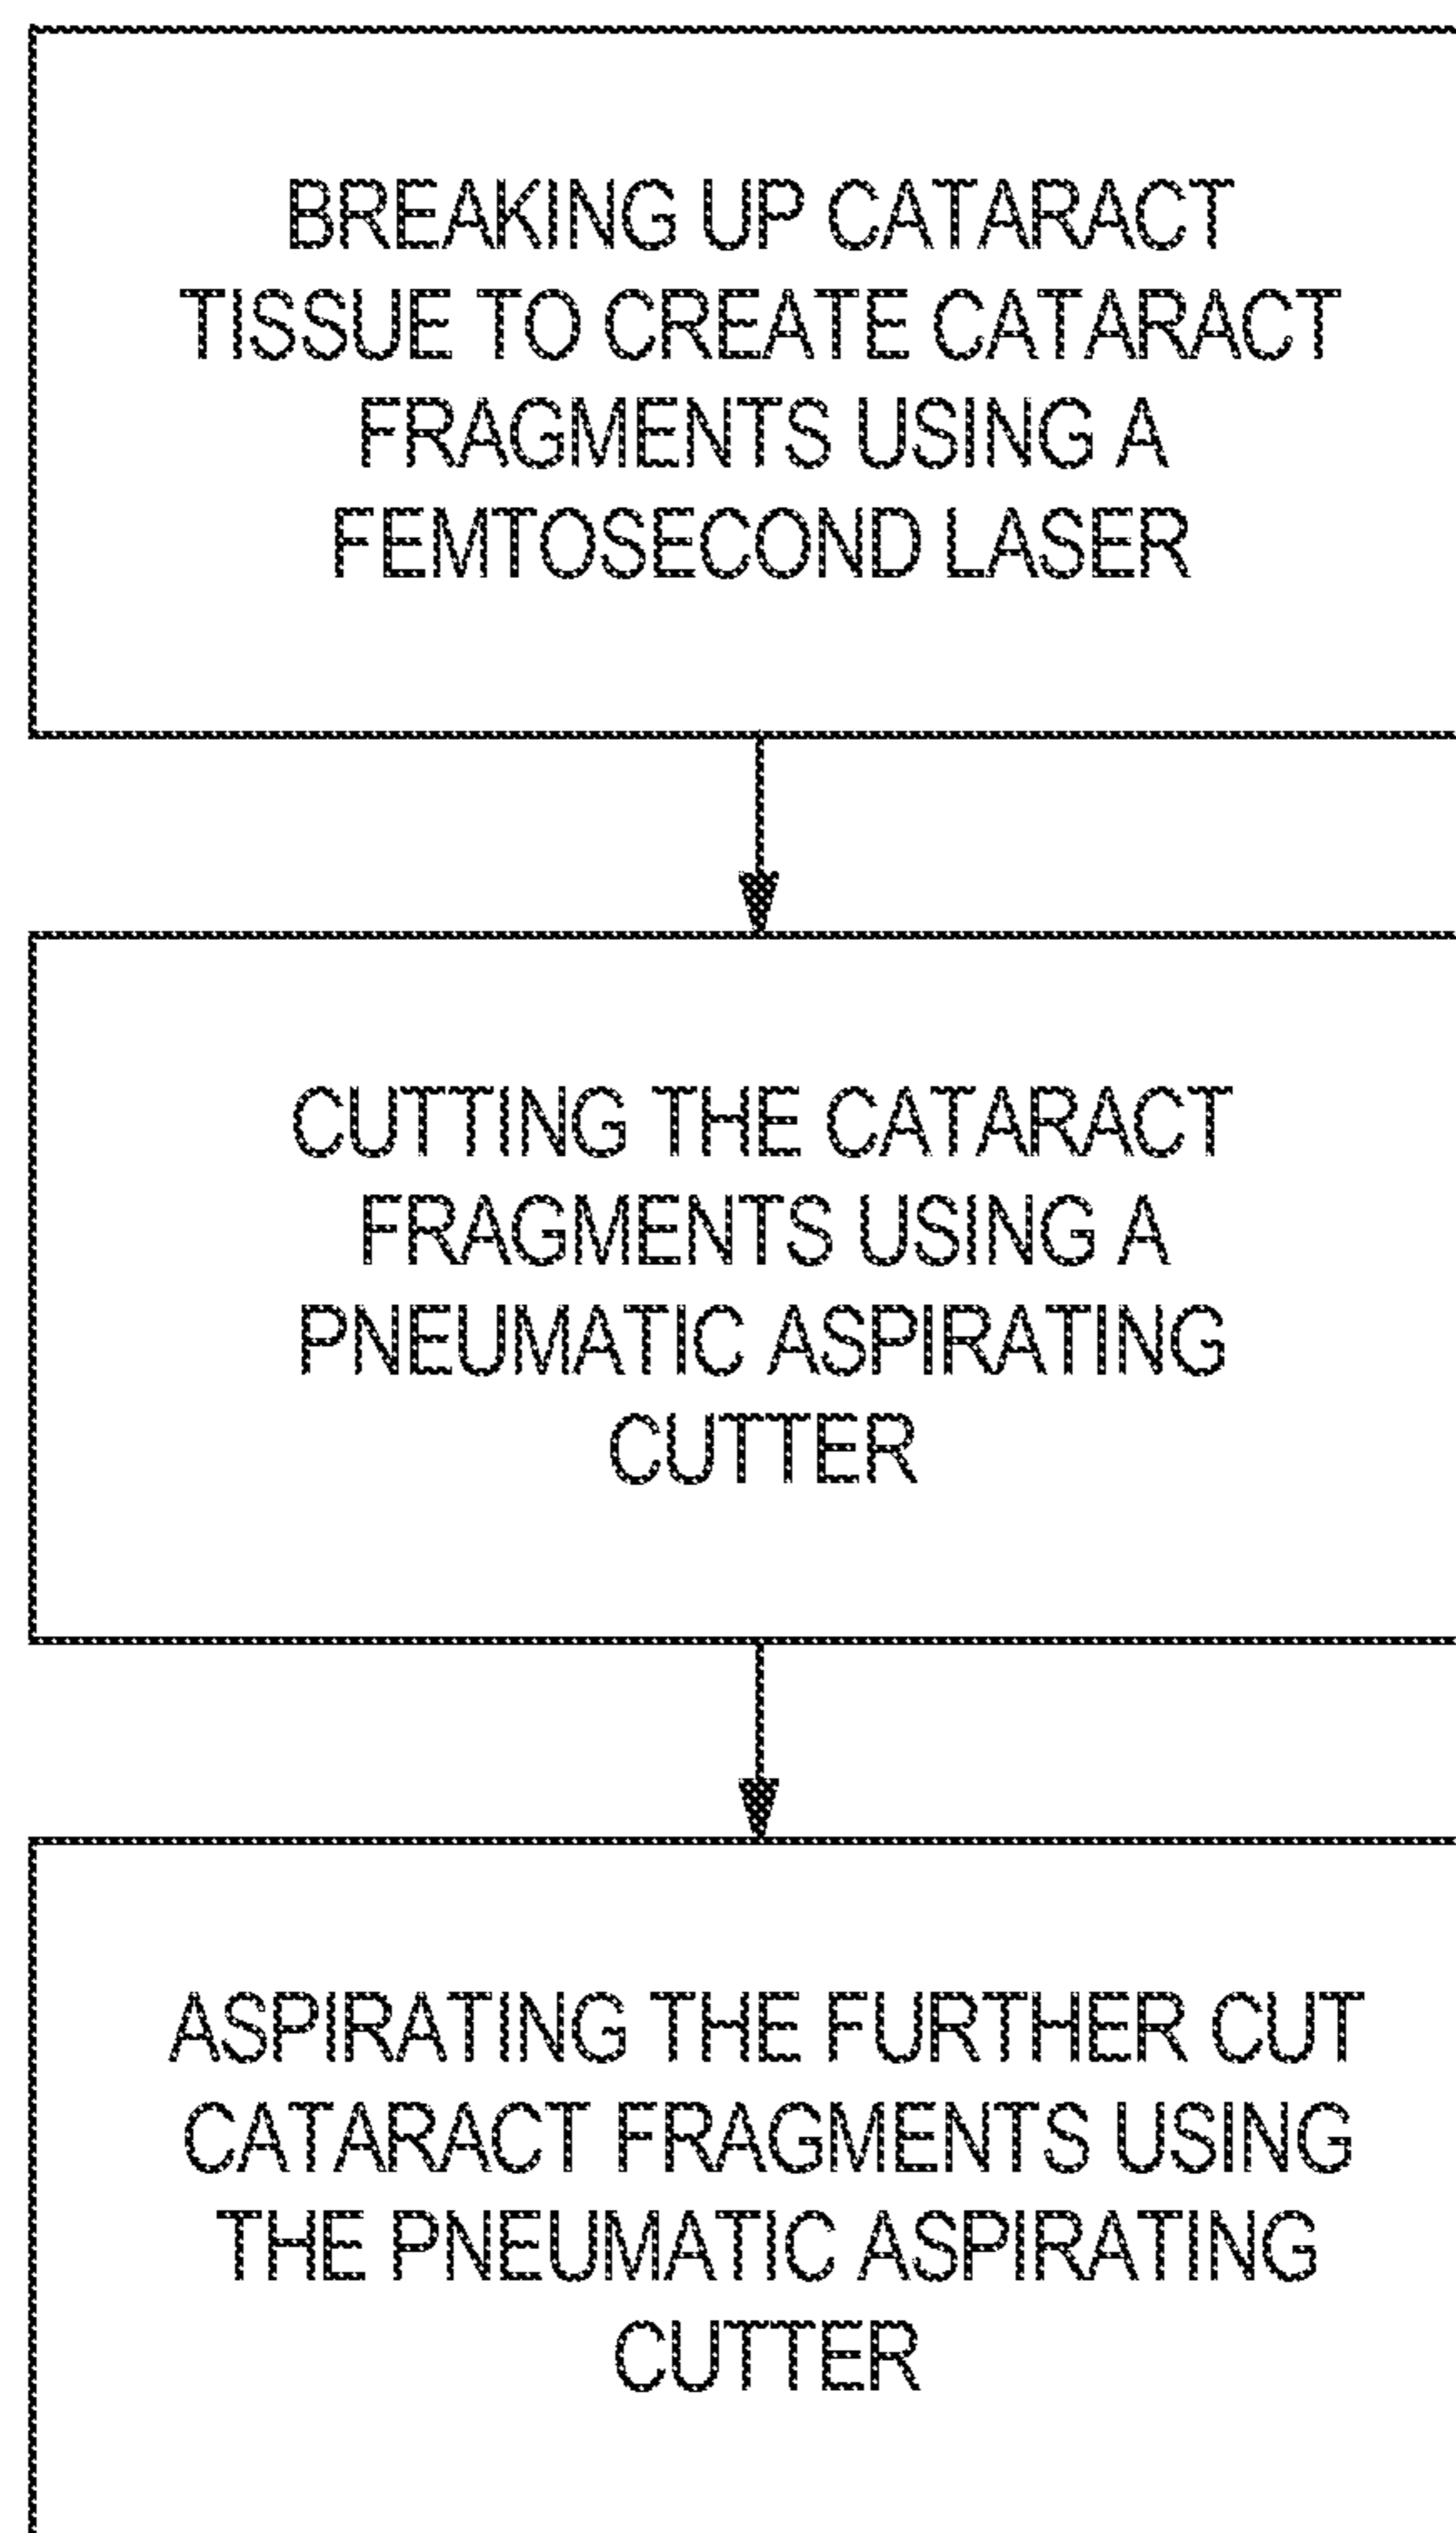 BREAKING UP CATARACT
TISSUE TO CREATE CATARACT
FRAGMENTS USING A
FEMTOSECOND LASER
CUTTING THE CATARACT
FRAGMENTS USING A
PNEUMATIC ASPIRATING
CUTTER
ASPIRATING THE FURTHER CUT
CATARACT FRAGMENTS USING
THE PNEUMATIC ASPIRATING
CUTTER